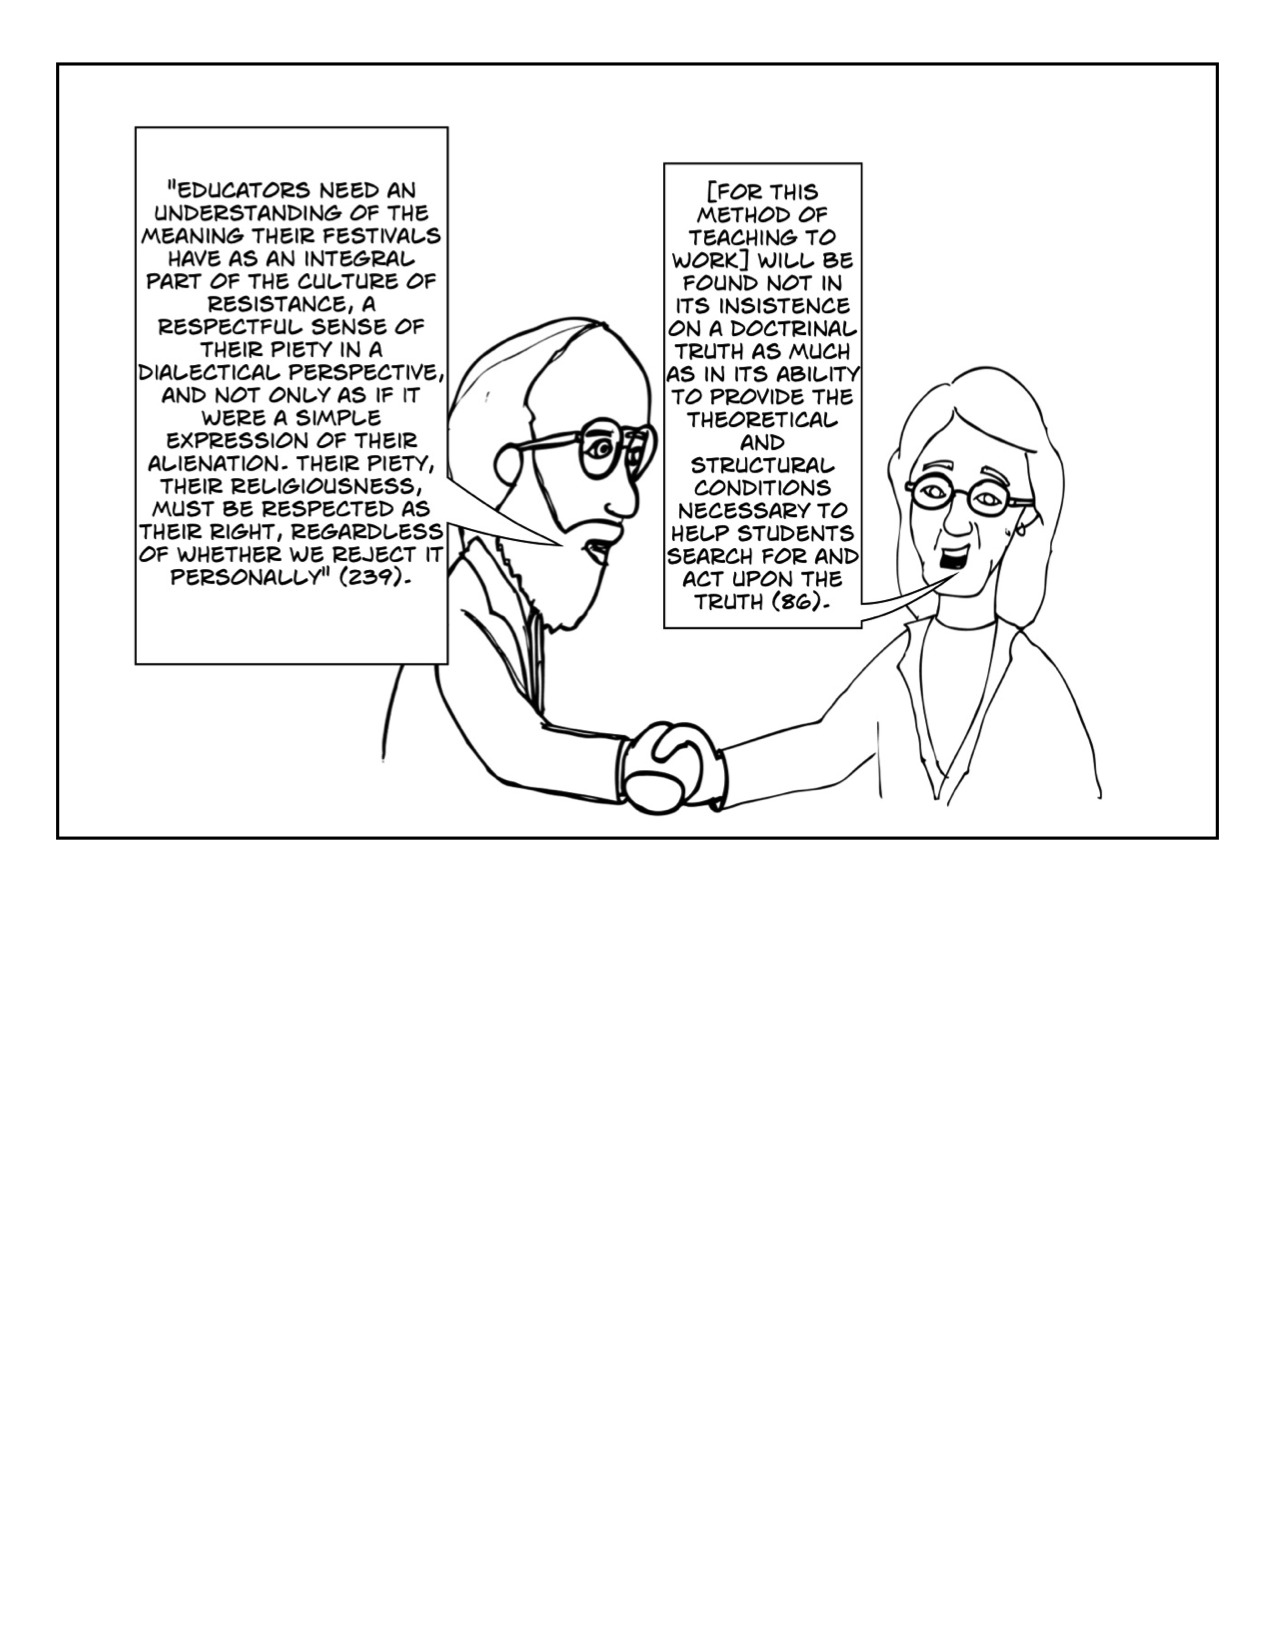 "EDUCATORS NEED AN
UNDERSTANDING OF THE
MEANING THEIR FESTIVALS
HAVE AS AN INTEGRAL
PART OF THE CULTURE OF
RESISTANCE, A
RESPECTFUL SENSE OF
THEIR PIETY IN A
DIALECTICAL PERSPECTIVE,
AND NOT ONLY AS IF IT
WERE A SIMPLE
EXPRESSION OF THEIR
ALIENATION. THEIR PIETY,
THEIR RELIGIOUSNESS,
MUST BE RESPECTED AS
THEIR RIGHT, REGARDLESS
OF WHETHER WE REJECT IT
PERSONALLY" (239).
[FOR THIS
METHOD OF
TEACHING TO
WORK] WILL BE
FOUND NOT IN
ITS INSISTENCE
ON A DOCTRINAL
TRUTH AS MUCH
AS IN ITS ABILITY
TO PROVIDE THE
THEORETICAL
AND
STRUCTURAL
CONDITIONS
NECESSARY TO
HELP STUDENTS
SEARCH FOR AND
ACT UPON THE
TRUTH (86).